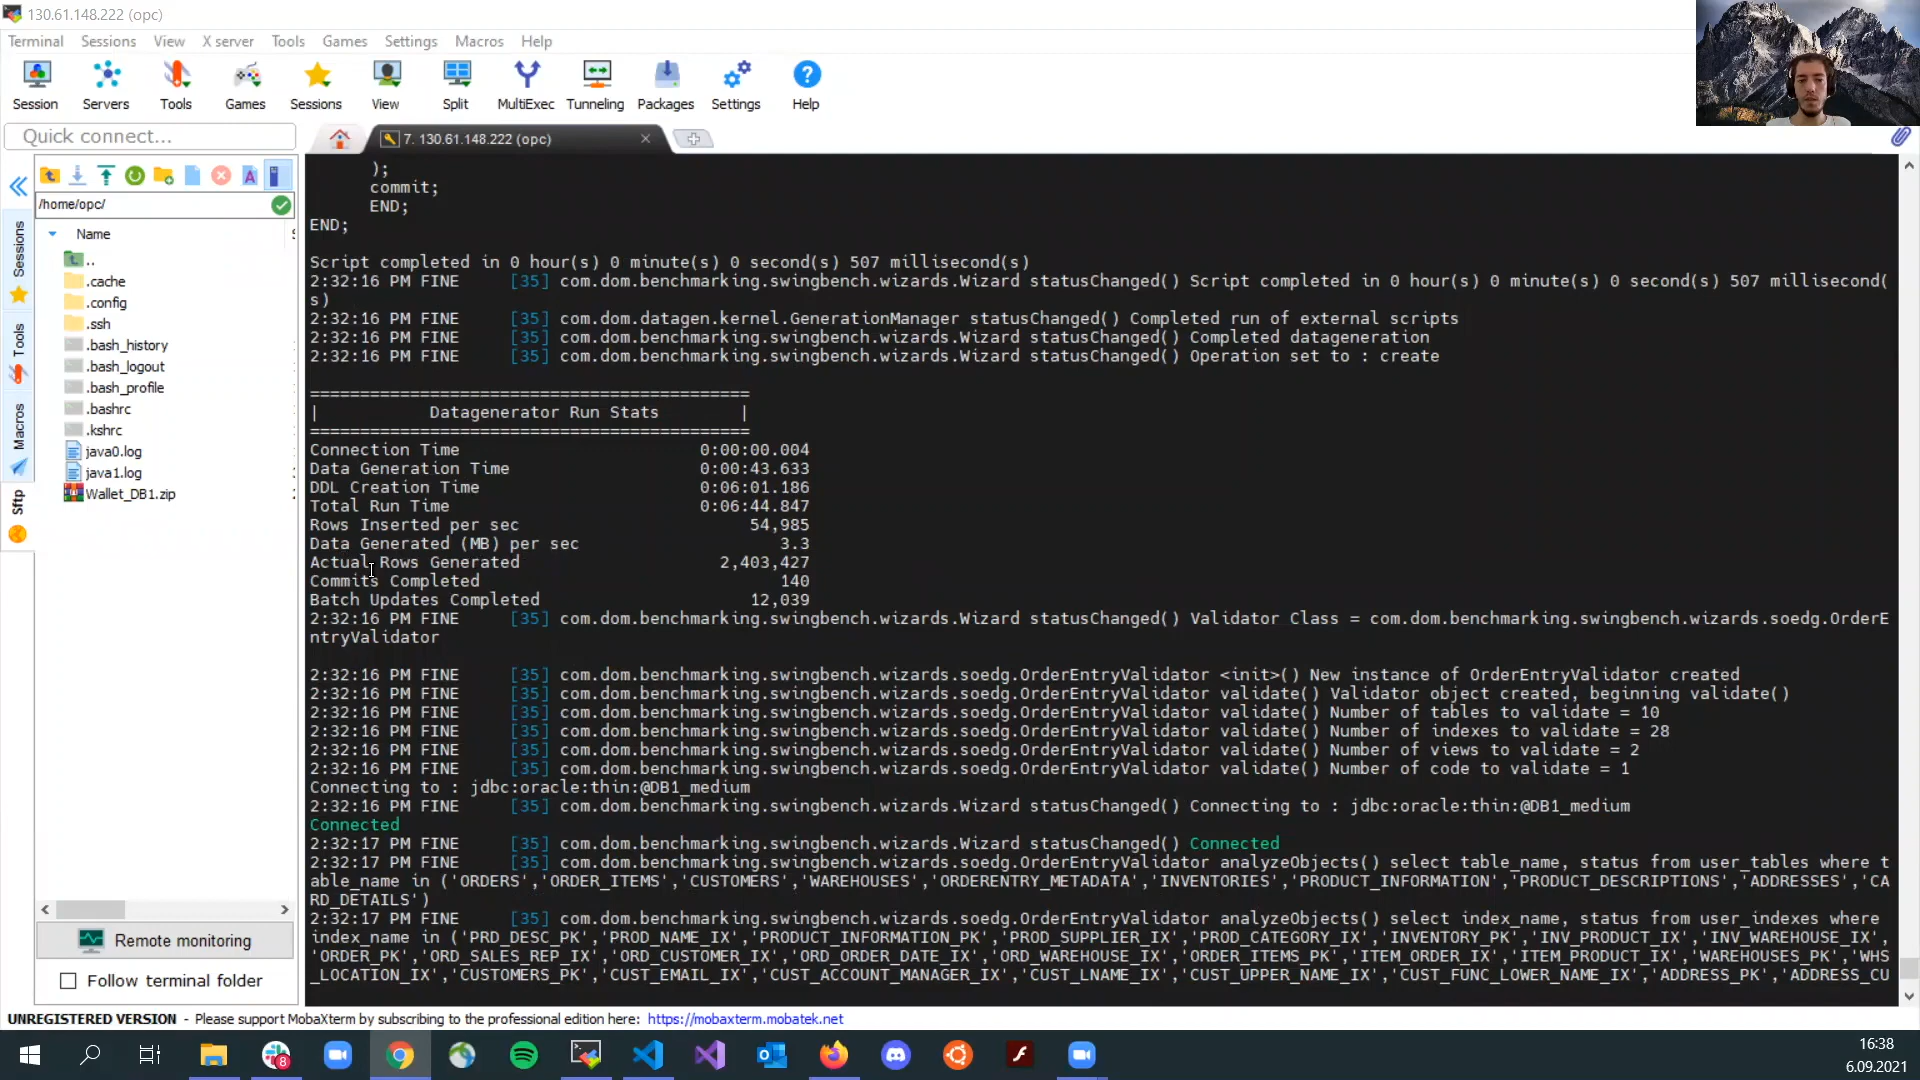 130.61.148.222 (opc)
Terminal Sessions View X server Tools Games Settings Macros Help
Session Servers Tools Games Sessions View Split MultiExec Tunneling Packages Settings Help
Quick connect...
7. 130.61.148.222 (opc)
/home/opc/
Name
..
.cache
.config
.ssh
.bash_history
.bash_logout
.bash_profile
.bashrc
.kshrc
java0.log
java1.log
Wallet_DB1.zip
Sessions
Tools
Macros
Sftp
Remote monitoring
Follow terminal folder
);
commit;
END;
END;
Script completed in 0 hour(s) 0 minute(s) 0 second(s) 507 millisecond(s)
2:32:16 PM FINE [35] com.dom.benchmarking.swingbench.wizards.Wizard statusChanged() Script completed in 0 hour(s) 0 minute(s) 0 second(s) 507 millisecond(
s)
2:32:16 PM FINE [35] com.dom.datagen.kernel.GenerationManager statusChanged() Completed run of external scripts
2:32:16 PM FINE [35] com.dom.benchmarking.swingbench.wizards.Wizard statusChanged() Completed datageneration
2:32:16 PM FINE [35] com.dom.benchmarking.swingbench.wizards.Wizard statusChanged() Operation set to : create
============================================
| Datagenerator Run Stats |
============================================
Connection Time 0:00:00.004
Data Generation Time 0:00:43.633
DDL Creation Time 0:06:01.186
Total Run Time 0:06:44.847
Rows Inserted per sec 54,985
Data Generated (MB) per sec 3.3
Actual Rows Generated 2,403,427
Commits Completed 140
Batch Updates Completed 12,039
2:32:16 PM FINE [35] com.dom.benchmarking.swingbench.wizards.Wizard statusChanged() Validator Class = com.dom.benchmarking.swingbench.wizards.soedg.OrderE
ntryValidator
2:32:16 PM FINE [35] com.dom.benchmarking.swingbench.wizards.soedg.OrderEntryValidator <init>() New instance of OrderEntryValidator created
2:32:16 PM FINE [35] com.dom.benchmarking.swingbench.wizards.soedg.OrderEntryValidator validate() Validator object created, beginning validate()
2:32:16 PM FINE [35] com.dom.benchmarking.swingbench.wizards.soedg.OrderEntryValidator validate() Number of tables to validate = 10
2:32:16 PM FINE [35] com.dom.benchmarking.swingbench.wizards.soedg.OrderEntryValidator validate() Number of indexes to validate = 28
2:32:16 PM FINE [35] com.dom.benchmarking.swingbench.wizards.soedg.OrderEntryValidator validate() Number of views to validate = 2
2:32:16 PM FINE [35] com.dom.benchmarking.swingbench.wizards.soedg.OrderEntryValidator validate() Number of code to validate = 1
Connecting to : jdbc:oracle:thin:@DB1_medium
2:32:16 PM FINE [35] com.dom.benchmarking.swingbench.wizards.Wizard statusChanged() Connecting to : jdbc:oracle:thin:@DB1_medium
Connected
2:32:17 PM FINE [35] com.dom.benchmarking.swingbench.wizards.Wizard statusChanged() Connected
2:32:17 PM FINE [35] com.dom.benchmarking.swingbench.wizards.soedg.OrderEntryValidator analyzeObjects() select table_name, status from user_tables where t
able_name in ('ORDERS','ORDER_ITEMS','CUSTOMERS','WAREHOUSES','ORDERENTRY_METADATA','INVENTORIES','PRODUCT_INFORMATION','PRODUCT_DESCRIPTIONS','ADDRESSES','CA
RD_DETAILS')
2:32:17 PM FINE [35] com.dom.benchmarking.swingbench.wizards.soedg.OrderEntryValidator analyzeObjects() select index_name, status from user_indexes where
index_name in ('PRD_DESC_PK','PROD_NAME_IX','PRODUCT_INFORMATION_PK','PROD_SUPPLIER_IX','PROD_CATEGORY_IX','INVENTORY_PK','INV_PRODUCT_IX','INV_WAREHOUSE_IX',
'ORDER_PK','ORD_SALES_REP_IX','ORD_CUSTOMER_IX','ORD_ORDER_DATE_IX','ORD_WAREHOUSE_IX','ORDER_ITEMS_PK','ITEM_ORDER_IX','ITEM_PRODUCT_IX','WAREHOUSES_PK','WHS
_LOCATION_IX','CUSTOMERS_PK','CUST_EMAIL_IX','CUST_ACCOUNT_MANAGER_IX','CUST_LNAME_IX','CUST_UPPER_NAME_IX','CUST_FUNC_LOWER_NAME_IX','ADDRESS_PK','ADDRESS_CU
UNREGISTERED VERSION - Please support MobaXterm by subscribing to the professional edition here: https://mobaxterm.mobatek.net
8
16:38
6.09.2021